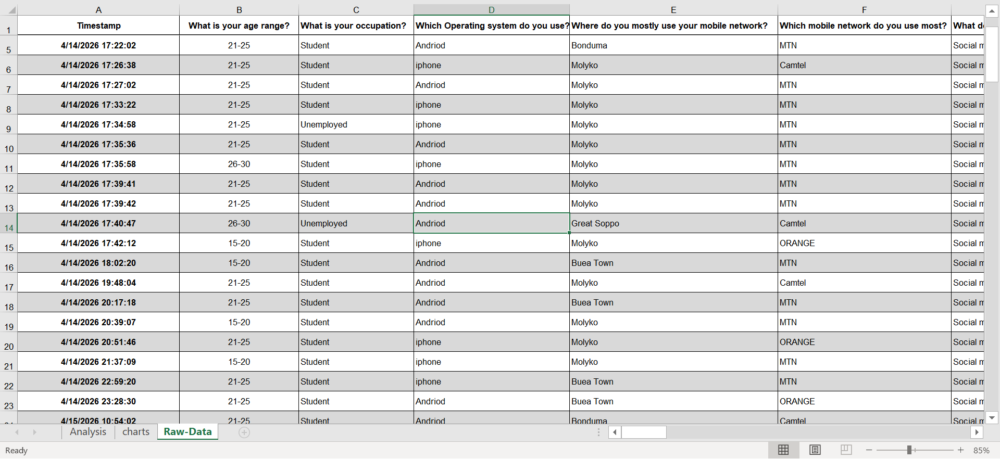 A B C D E F
1 Timestamp What is your age range? What is your occupation? Which Operating system do you use? Where do you mostly use your mobile network? Which mobile network do you use most? What d
5 4/14/2026 17:22:02 21-25 Student Andriod Bonduma MTN Social
6 4/14/2026 17:26:38 21-25 Student iphone Molyko Camtel Social
7 4/14/2026 17:27:02 21-25 Student Andriod Molyko MTN Social
8 4/14/2026 17:33:22 21-25 Student iphone Molyko MTN Social
9 4/14/2026 17:34:58 21-25 Unemployed iphone Molyko MTN Social
10 4/14/2026 17:35:36 21-25 Student Andriod Molyko MTN Social
11 4/14/2026 17:35:58 26-30 Student iphone Molyko MTN Social
12 4/14/2026 17:39:41 21-25 Student Andriod Molyko MTN Social
13 4/14/2026 17:39:42 21-25 Student Andriod Molyko MTN Social
14 4/14/2026 17:40:47 26-30 Unemployed Andriod Great Soppo Camtel Social
15 4/14/2026 17:42:12 15-20 Student iphone Molyko ORANGE Social
16 4/14/2026 18:02:20 15-20 Student Andriod Buea Town MTN Social
17 4/14/2026 19:48:04 21-25 Student Andriod Molyko Camtel Social
18 4/14/2026 20:17:18 21-25 Student Andriod Buea Town MTN Social
19 4/14/2026 20:39:07 15-20 Student Andriod Molyko MTN Social
20 4/14/2026 20:51:46 21-25 Student iphone Molyko ORANGE Social
21 4/14/2026 21:37:09 15-20 Student iphone Molyko MTN Social
22 4/14/2026 22:59:20 21-25 Student iphone Buea Town MTN Social
23 4/14/2026 23:28:30 21-25 Student Andriod Buea Town ORANGE Social
4/15/2026 10:54:02 21-25 Student Andriod Bonduma Camtel Social
Analysis charts Raw-Data
Ready 85%